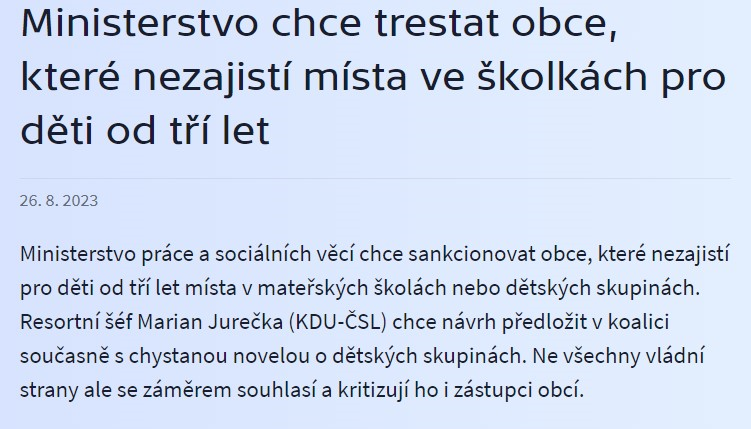 Ministerstvo chce trestat obce,
které nezajistí místa ve školkách pro
děti od tří let
26. 8. 2023
Ministerstvo práce a sociálních věcí chce sankcionovat obce, které nezajistí
pro děti od tří let místa v mateřských školách nebo dětských skupinách.
Resortní šéf Marian Jurečka (KDU-ČSL) chce návrh předložit v koalici
současně s chystanou novelou o dětských skupinách. Ne všechny vládní
strany ale se záměrem souhlasí a kritizují ho i zástupci obcí.